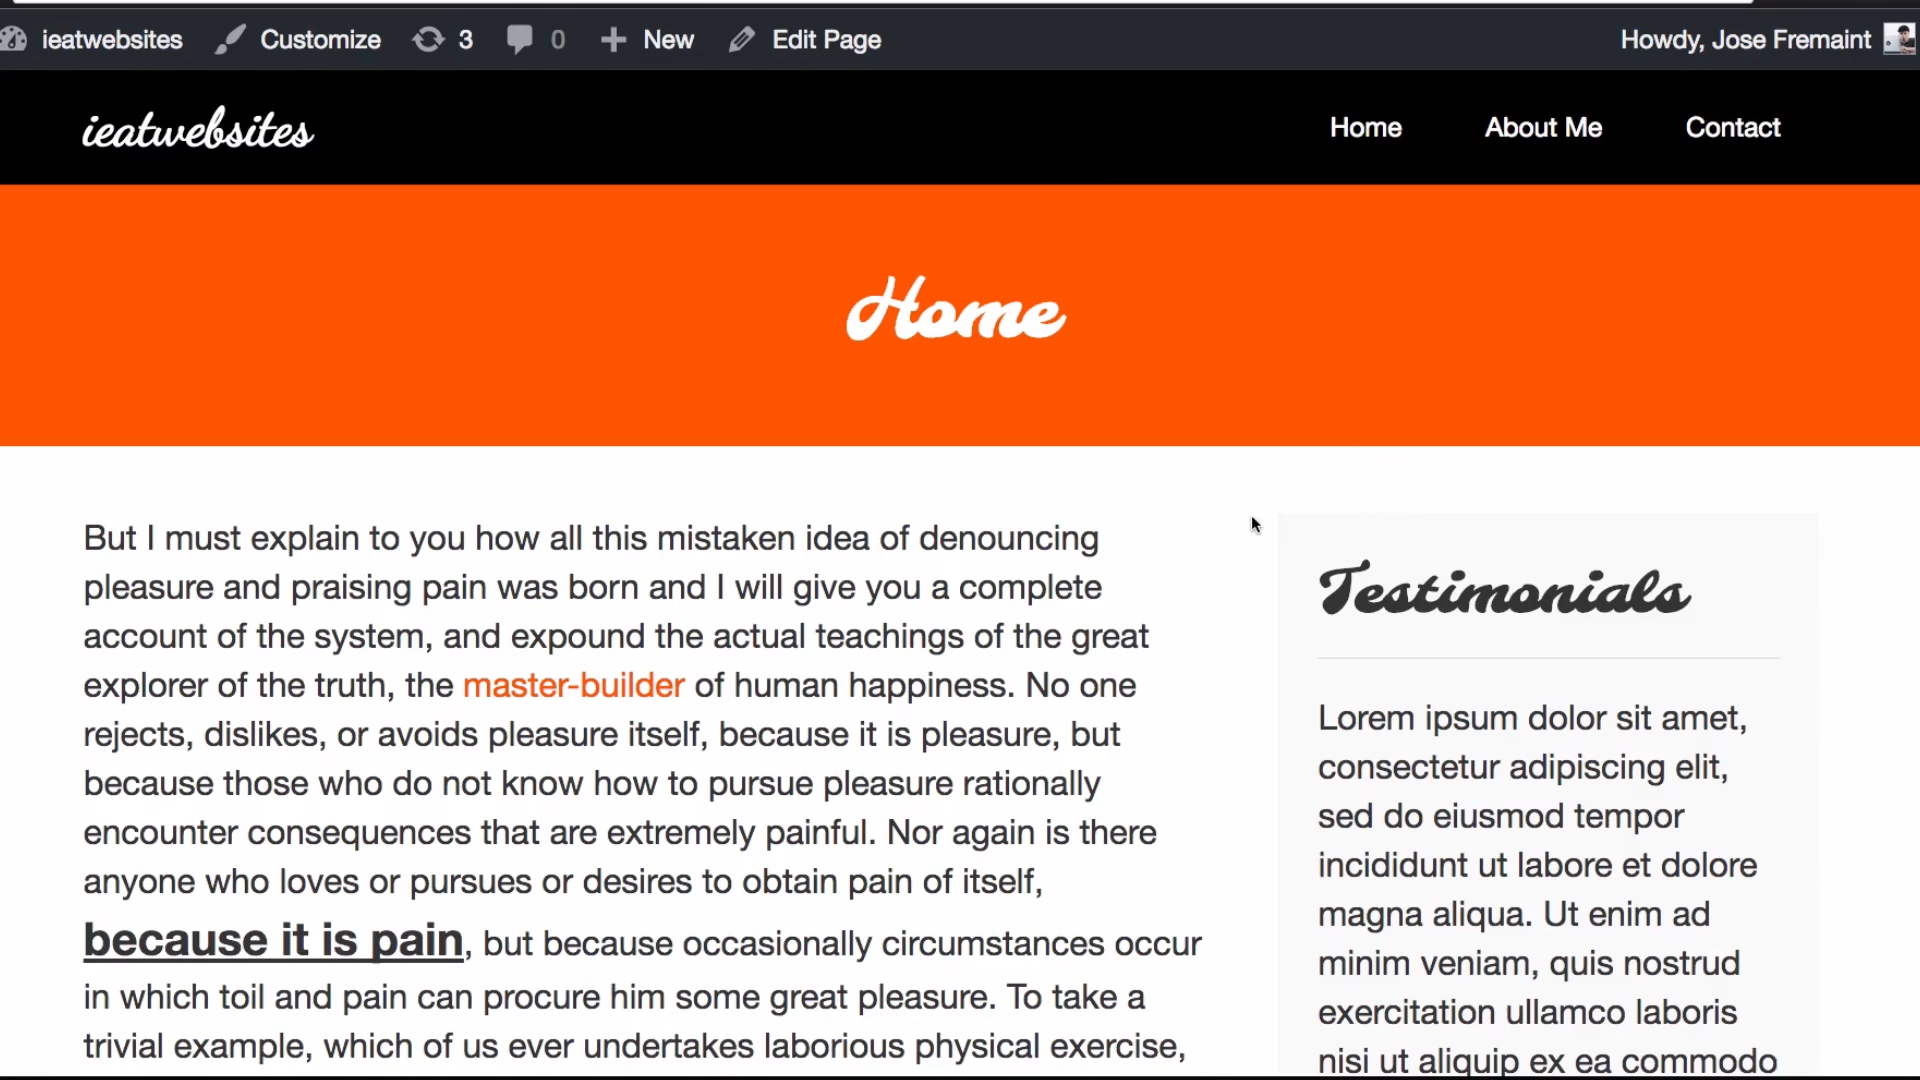 ieatwebsites Customize 3 0 New Edit Page Howdy, Jose Fremaint
ieatwebsites Home About Me Contact
Home
But I must explain to you how all this mistaken idea of denouncing
pleasure and praising pain was born and I will give you a complete
account of the system, and expound the actual teachings of the great
explorer of the truth, the master-builder of human happiness. No one
rejects, dislikes, or avoids pleasure itself, because it is pleasure, but
because those who do not know how to pursue pleasure rationally
encounter consequences that are extremely painful. Nor again is there
anyone who loves or pursues or desires to obtain pain of itself,
because it is pain, but because occasionally circumstances occur
in which toil and pain can procure him some great pleasure. To take a
trivial example, which of us ever undertakes laborious physical exercise,
Testimonials
Lorem ipsum dolor sit amet,
consectetur adipiscing elit,
sed do eiusmod tempor
incididunt ut labore et dolore
magna aliqua. Ut enim ad
minim veniam, quis nostrud
exercitation ullamco laboris
nisi ut aliquip ex ea commodo